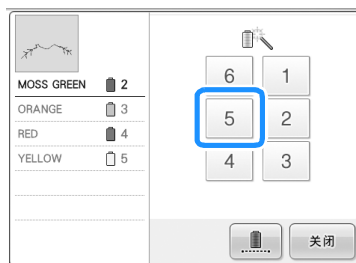 MOSS GREEN 2
ORANGE 3
RED 4
YELLOW 5
6 1
5 2
4 3
关闭